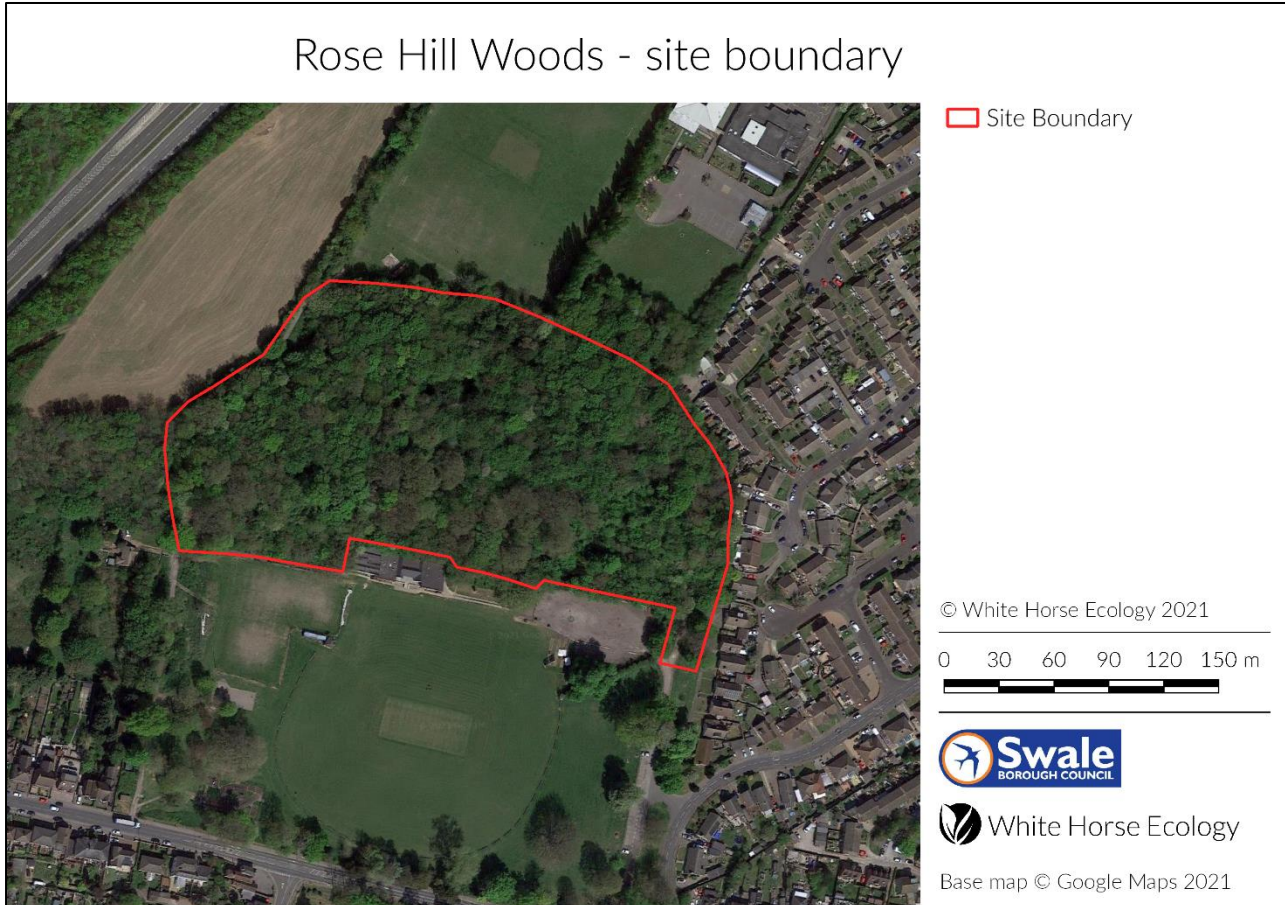 Rose Hill Woods - site boundary
Site Boundary
© White Horse Ecology 2021
0 30 60 90 120 150 m
Swale
BOROUGH COUNCIL
White Horse Ecology
Base map © Google Maps 2021